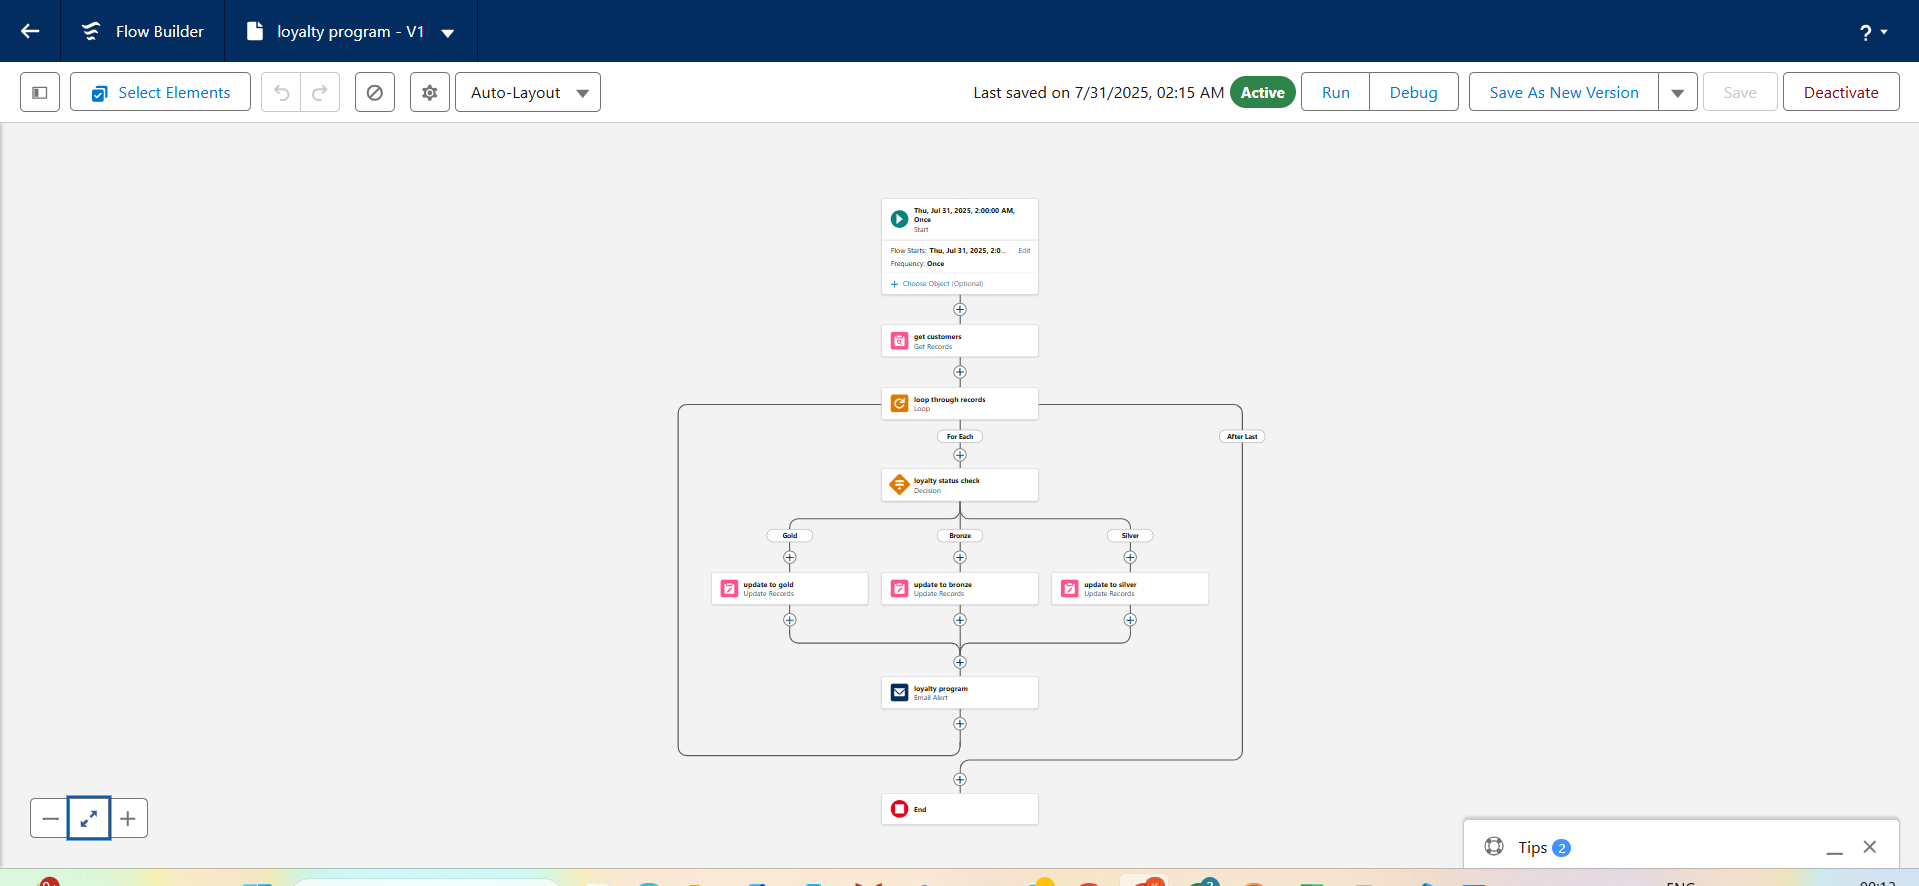 Flow Builder
loyalty program - V1
?
Select Elements
Auto-Layout
Last saved on 7/31/2025, 02:15 AM
Active
Run
Debug
Save As New Version
Save
Deactivate
Thu, Jul 31, 2025, 2:00:00 AM,
Once
Start
Flow Starts: Thu, Jul 31, 2025, 2:0... Edit
Frequency: Once
Choose Object (Optional)
get customers
Get Records
loop through records
Loop
For Each
After Last
loyalty status check
Decision
Gold
Bronze
Silver
update to gold
Update Records
update to bronze
Update Records
update to silver
Update Records
loyalty program
Email Alert
End
Tips 2